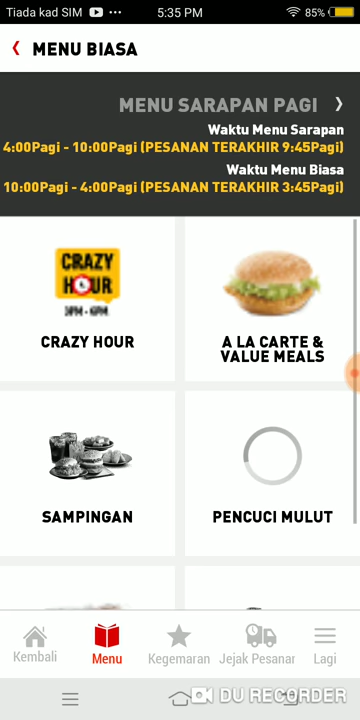 Tiada kad SIM
5:35 PM
85%
MENU BIASA
MENU SARAPAN PAGI
Waktu Menu Sarapan
4:00Pagi - 10:00Pagi (PESANAN TERAKHIR 9:45Pagi)
Waktu Menu Biasa
10:00Pagi - 4:00Pagi (PESANAN TERAKHIR 3:45Pagi)
CRAZY
HOUR
3PM - 6PM
CRAZY HOUR
A LA CARTE &
VALUE MEALS
SAMPINGAN
PENCUCI MULUT
Kembali
Menu
Kegemaran
Jejak Pesanan
Lagi
DU RECORDER